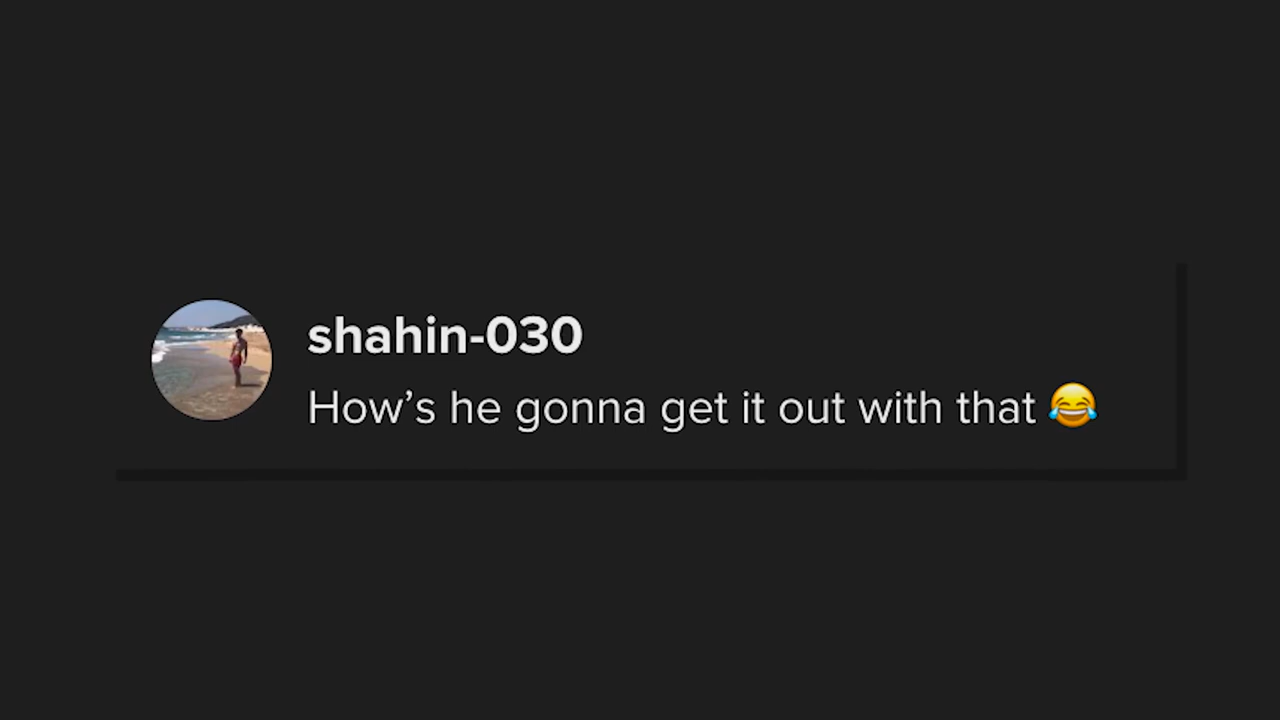 shahin-030
How’s he gonna get it out with that 😂